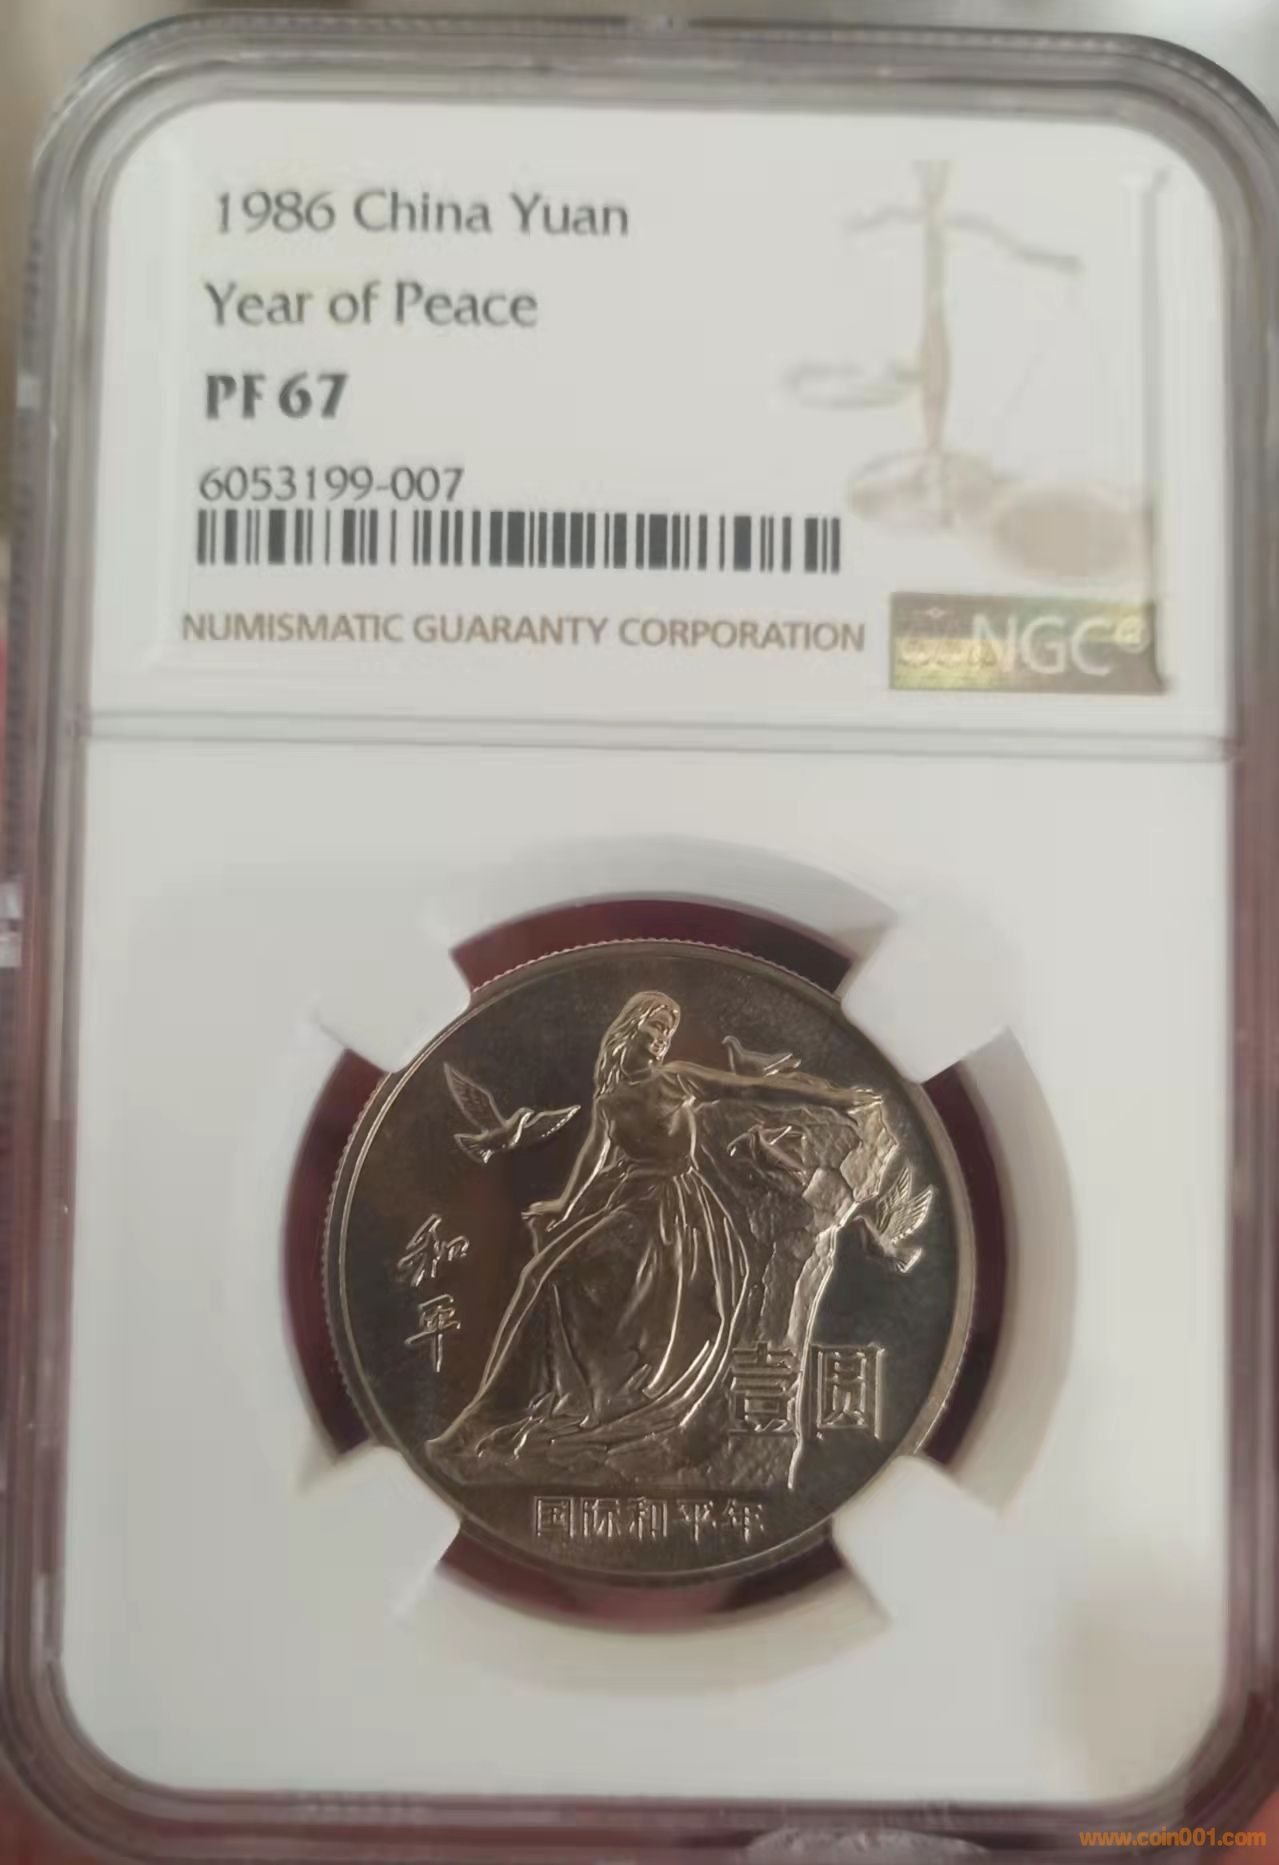 1986 China Yuan
Year of Peace
PF 67
6053199-007
NUMISMATIC GUARANTY CORPORATION
NGC®
和平
壹圆
国际和平年
www.coin001.com